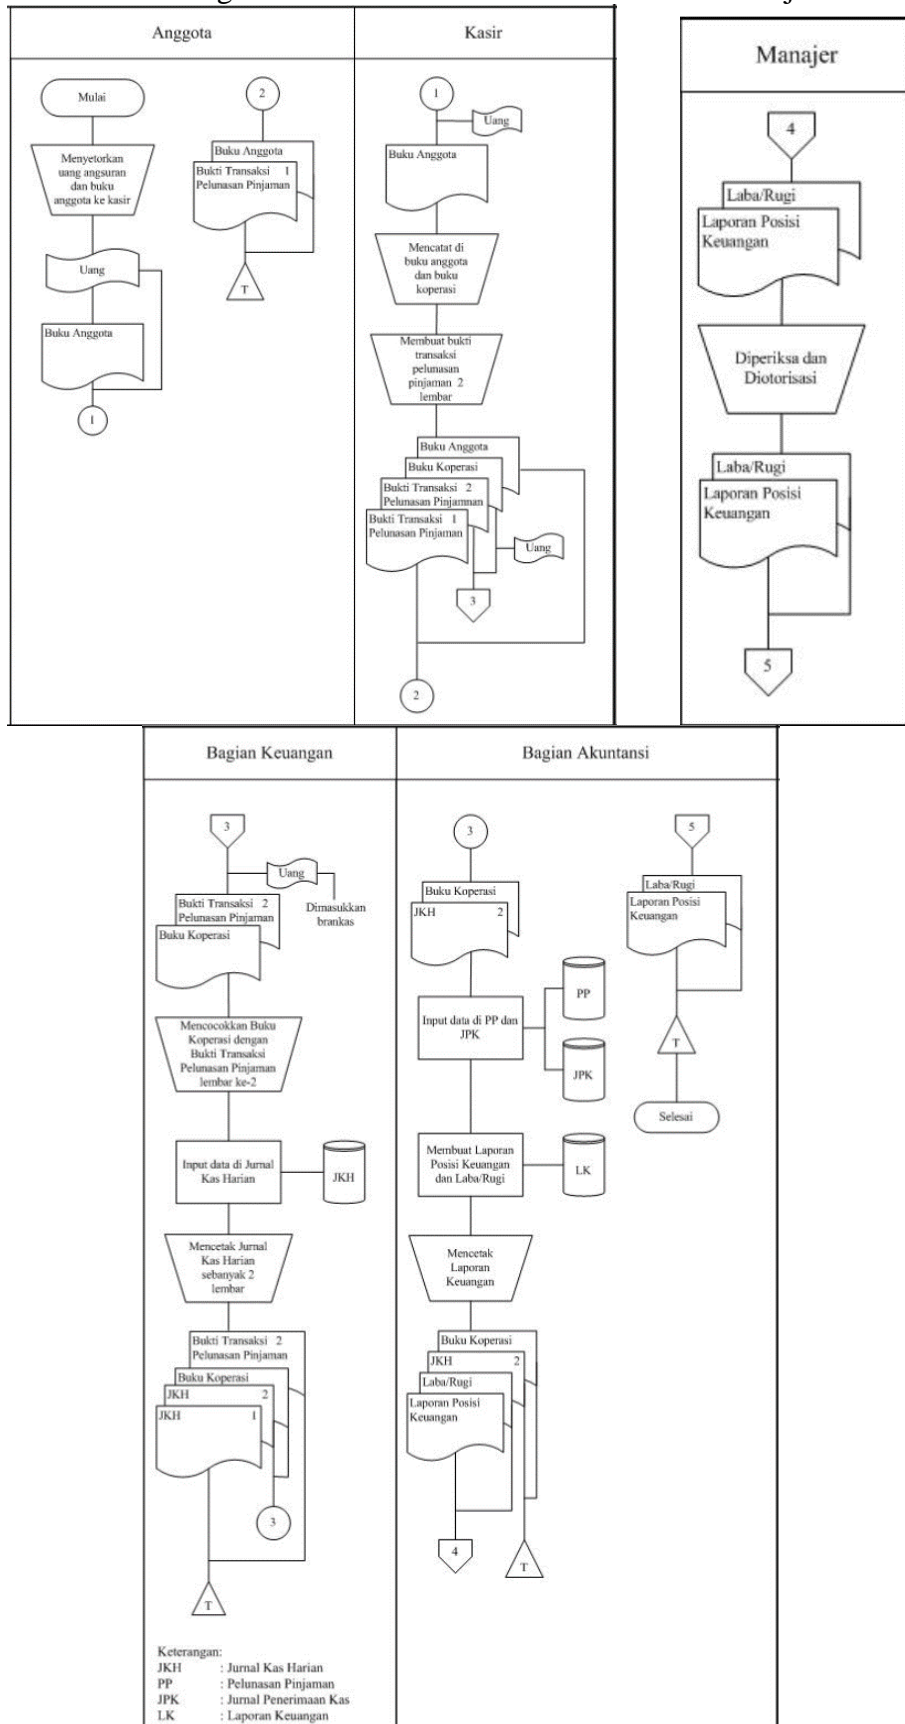 Anggota
Mulai
Menyetorkan
uang angsuran
dan buku
anggota ke kasir
Uang
Buku Anggota
1
2
Buku Anggota
Bukti Transaksi 1
Pelunasan Pinjaman
T
Kasir
1
Uang
Buku Anggota
Mencatat di
buku anggota
dan buku
koperasi
Membuat bukti
transaksi
pelunasan
pinjaman 2
lembar
Buku Anggota
Buku Koperasi
Bukti Transaksi 2
Pelunasan Pinjamnan
Bukti Transaksi 1
Pelunasan Pinjaman
Uang
3
2
Manajer
4
Laba/Rugi
Laporan Posisi
Keuangan
Diperiksa dan
Diotorisasi
Laba/Rugi
Laporan Posisi
Keuangan
5
Bagian Keuangan
3
Uang
Dimasukkan
brankas
Bukti Transaksi 2
Pelunasan Pinjaman
Buku Koperasi
Mencocokkan Buku
Koperasi dengan
Bukti Transaksi
Pelunasan Pinjaman
lembar ke-2
Input data di Jurnal
Kas Harian
JKH
Mencetak Jurnal
Kas Harian
sebanyak 2
lembar
Bukti Transaksi 2
Pelunasan Pinjaman
Buku Koperasi
JKH 2
JKH 1
3
T
Keterangan:
JKH : Jurnal Kas Harian
PP : Pelunasan Pinjaman
JPK : Jurnal Penerimaan Kas
LK : Laporan Keuangan
Bagian Akuntansi
3
Buku Koperasi
JKH 2
Input data di PP dan
JPK
PP
JPK
Membuat Laporan
Posisi Keuangan
dan Laba/Rugi
LK
Mencetak
Laporan
Keuangan
Buku Koperasi
JKH 2
Laba/Rugi
Laporan Posisi
Keuangan
4
T
5
Laba/Rugi
Laporan Posisi
Keuangan
T
Selesai